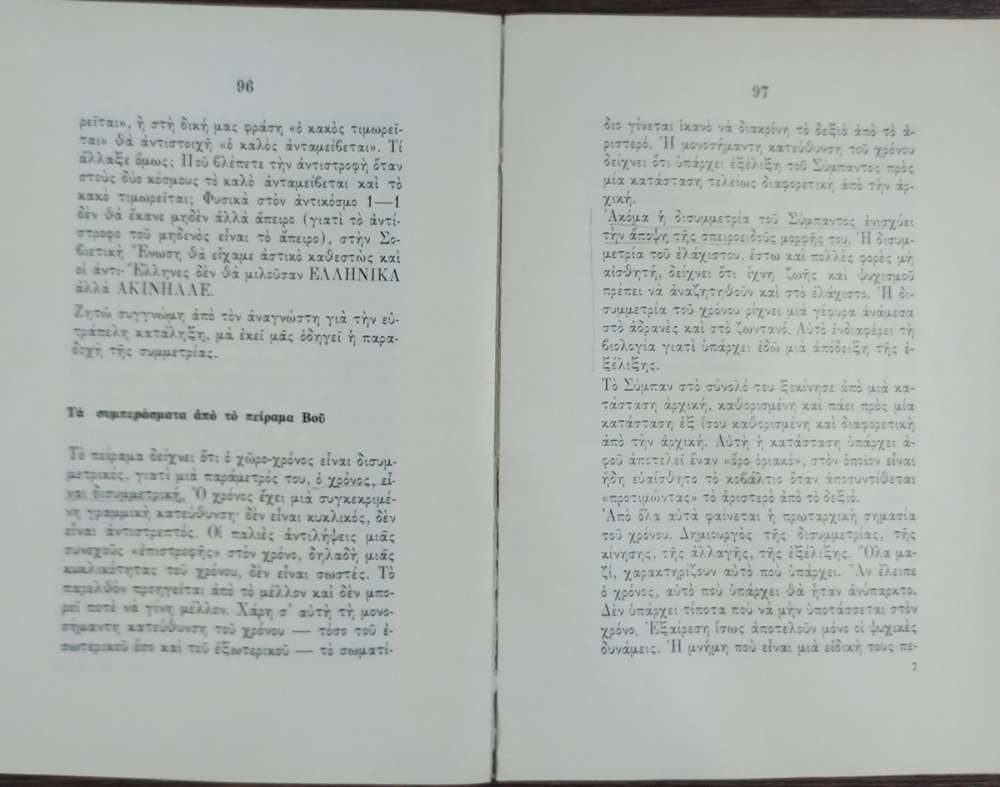 96
ρεῖται», ἤ στὴ δική μας φράση «ὁ κακὸς τιμωρεῖ-
ται» θὰ ἀντιστοιχῆ «ὁ καλὸς ἀνταμείβεται». Τί
ἄλλαξε ὅμως; Ποῦ βλέπετε τὴν ἀντιστροφὴ ὅταν
στοὺς δύο κόσμους τὸ καλὸ ἀνταμείβεται καὶ τὸ
κακὸ τιμωρεῖται; Φυσικὰ στὸν ἀντικόσμο 1—1
δὲν θὰ ἔκανε μηδὲν ἀλλὰ ἄπειρο (γιατὶ τὸ ἀντί-
στροφο τοῦ μηδενὸς εἶναι τὸ ἄπειρο), στὴν Σο-
βιετικὴ Ἕνωση θὰ εἴχαμε ἀστικὸ καθεστὼς καὶ
οἱ ἀντι-Ἕλληνες δὲν θὰ μιλοῦσαν ΕΛΛΗΝΙΚΑ
ἀλλὰ ΑΚΙΝΗΛΛΕ.
Ζητῶ συγγνώμη ἀπὸ τὸν ἀναγνώστη γιὰ τὴν εὐ-
τράπελη κατάληξη, μὰ ἐκεῖ μᾶς ὁδηγεῖ ἡ παρα-
δοχὴ τῆς συμμετρίας.
Τὰ συμπεράσματα ἀπὸ τὸ πείραμα Βοῦ
Τὸ πείραμα δείχνει ὅτι ὁ χῶρο-χρόνος εἶναι δισυμ-
μετρικός, γιατὶ μιὰ παράμετρός του, ὁ χρόνος, εἶ-
ναι δισυμμετρική. Ὁ χρόνος ἔχει μιὰ συγκεκριμέ-
νη γραμμικὴ κατεύθυνση· δὲν εἶναι κυκλικός, δὲν
εἶναι ἀντιστρεπτός. Οἱ παλιὲς ἀντιλήψεις μιᾶς
συνεχοῦς «ἐπιστροφῆς» στὸν χρόνο, δηλαδὴ μιᾶς
κυκλικότητας τοῦ χρόνου, δὲν εἶναι σωστές. Τὸ
παρελθὸν προηγεῖται ἀπὸ τὸ μέλλον καὶ δὲν μπο-
ρεῖ ποτὲ νὰ γίνη μέλλον. Χάρη σ' αὐτὴ τὴ μονο-
σήμαντη κατεύθυνση τοῦ χρόνου — τόσο τοῦ ἐ-
σωτερικοῦ ὅσο καὶ τοῦ ἐξωτερικοῦ — τὸ σωματί-
97
διο γίνεται ἱκανὸ νὰ διακρίνη τὸ δεξιὸ ἀπὸ τὸ ἀ-
ριστερό. Ἡ μονοσήμαντη κατεύθυνση τοῦ χρόνου
δείχνει ὅτι ὑπάρχει ἐξέλιξη τοῦ Σύμπαντος πρὸς
μία κατάσταση τελείως διαφορετικὴ ἀπὸ τὴν ἀρ-
χική.
Ἀκόμα ἡ δισυμμετρία τοῦ Σύμπαντος ἐνισχύει
τὴν ἄποψη τῆς σπειροειδοῦς μορφῆς του. Ἡ δισυμ-
μετρία τοῦ ἐλάχιστου, ἔστω καὶ πολλὲς φορὲς μὴ
αἰσθητή, δείχνει ὅτι ἴχνη ζωῆς καὶ ψυχισμοῦ
πρέπει νὰ ἀναζητηθοῦν καὶ στὸ ἐλάχιστο. Ἡ δι-
συμμετρία τοῦ χρόνου ρίχνει μιὰ γέφυρα ἀνάμεσα
στὸ ἀδρανὲς καὶ στὸ ζωντανό. Αὐτὸ ἐνδιαφέρει τὴ
βιολογία γιατὶ ὑπάρχει ἐδῶ μιὰ ἀπόδειξη τῆς ἐ-
ξέλιξης.
Τὸ Σύμπαν στὸ σύνολό του ξεκίνησε ἀπὸ μιὰ κα-
τάσταση ἀρχική, καθορισμένη καὶ πάει πρὸς μία
κατάσταση ἐξ ἴσου καθορισμένη καὶ διαφορετικὴ
ἀπὸ τὴν ἀρχική. Αὐτὴ ἡ κατάσταση ὑπάρχει ἀ-
φοῦ ἀποτελεῖ ἕναν «ὅρο ὁριακό», στὸν ὁποῖον εἶναι
ἤδη εὐαίσθητο τὸ κοβάλτιο ὅταν ἀποσυντίθεται
«προτιμώντας» τὸ ἀριστερὸ ἀπὸ τὸ δεξιό.
Ἀπὸ ὅλα αὐτὰ φαίνεται ἡ πρωταρχικὴ σημασία
τοῦ χρόνου. Δημιουργὸς τῆς δισυμμετρίας, τῆς
κίνησης, τῆς ἀλλαγῆς, τῆς ἐξέλιξης. Ὅλα μα-
ζί, χαρακτηρίζουν αὐτὸ ποὺ ὑπάρχει. Ἂν ἔλειπε
ὁ χρόνος, αὐτὸ ποὺ ὑπάρχει θὰ ἦταν ἀνύπαρκτο.
Δὲν ὑπάρχει τίποτα ποὺ νὰ μὴν ὑποτάσσεται στὸν
χρόνο. Ἐξαίρεση ἴσως ἀποτελοῦν μόνο οἱ ψυχικὲς
δυνάμεις. Ἡ μνήμη ποὺ εἶναι μιὰ εἰδική τους πε-
7